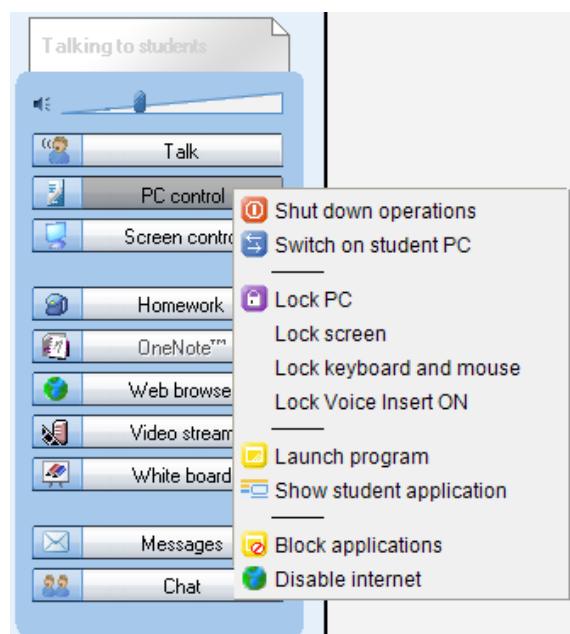 Talking to students
Talk
PC control
Screen contro
Homework
OneNote™
Web browse
Video stream
White board
Messages
Chat
Shut down operations
Switch on student PC
Lock PC
Lock screen
Lock keyboard and mouse
Lock Voice Insert ON
Launch program
Show student application
Block applications
Disable internet